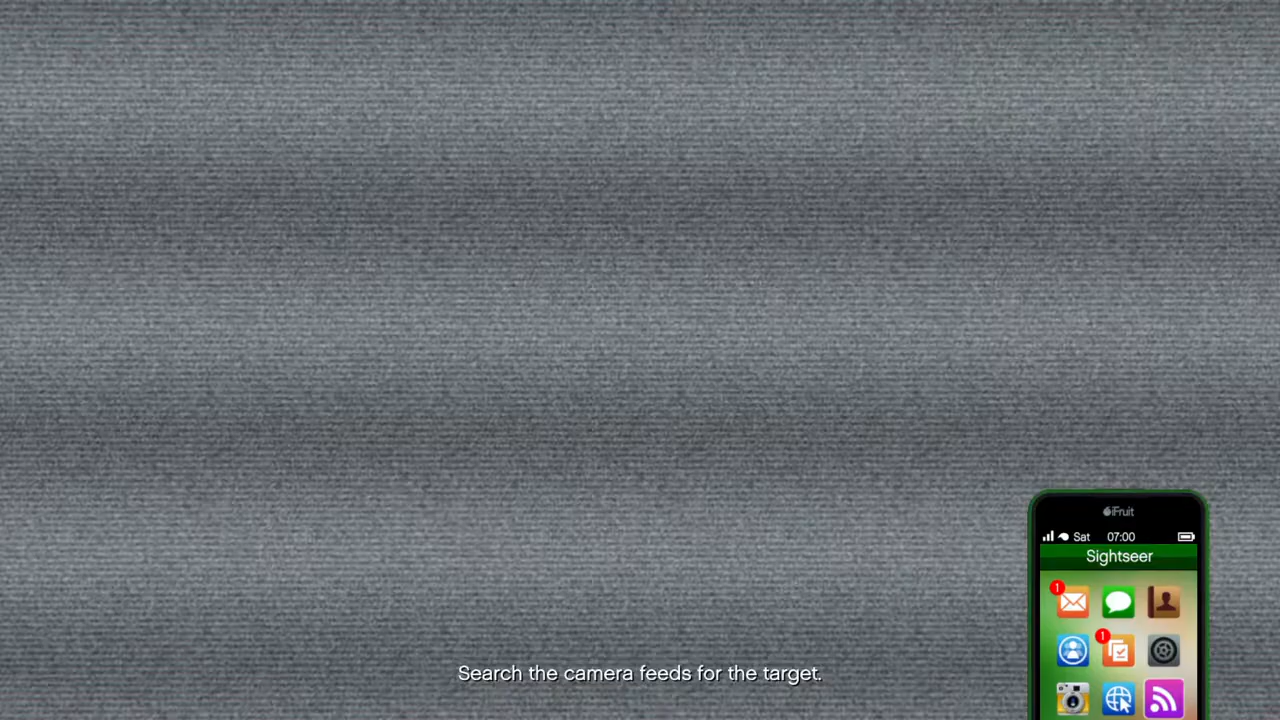 iFruit
Sat 07:00
Sightseer
1
1
Search the camera feeds for the target.